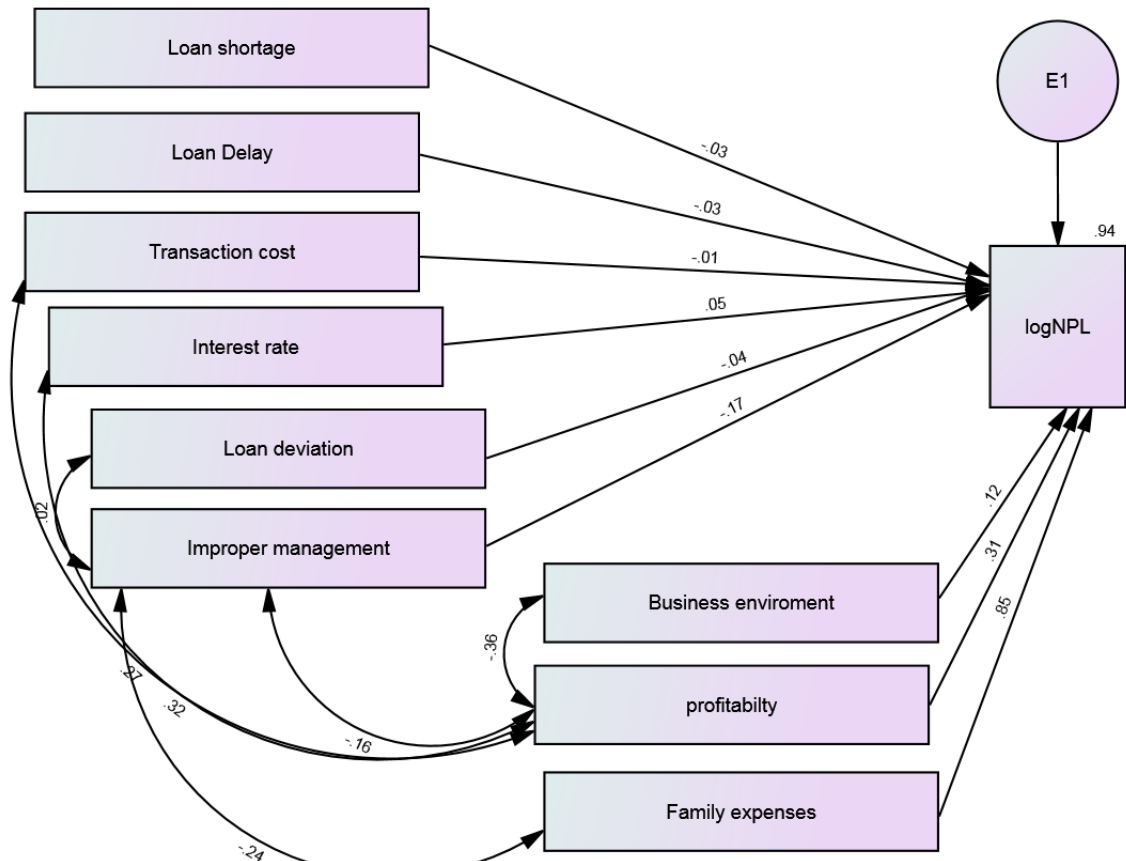 Loan shortage
E1
Loan Delay
-.03
-.03
Transaction cost
-.01
.94
Interest rate
.05
logNPL
-.04
Loan deviation
-.17
.02
Improper management
.12
Business enviroment
.31
-.36
.85
.27
.32
profitabilty
-.16
Family expenses
-.24